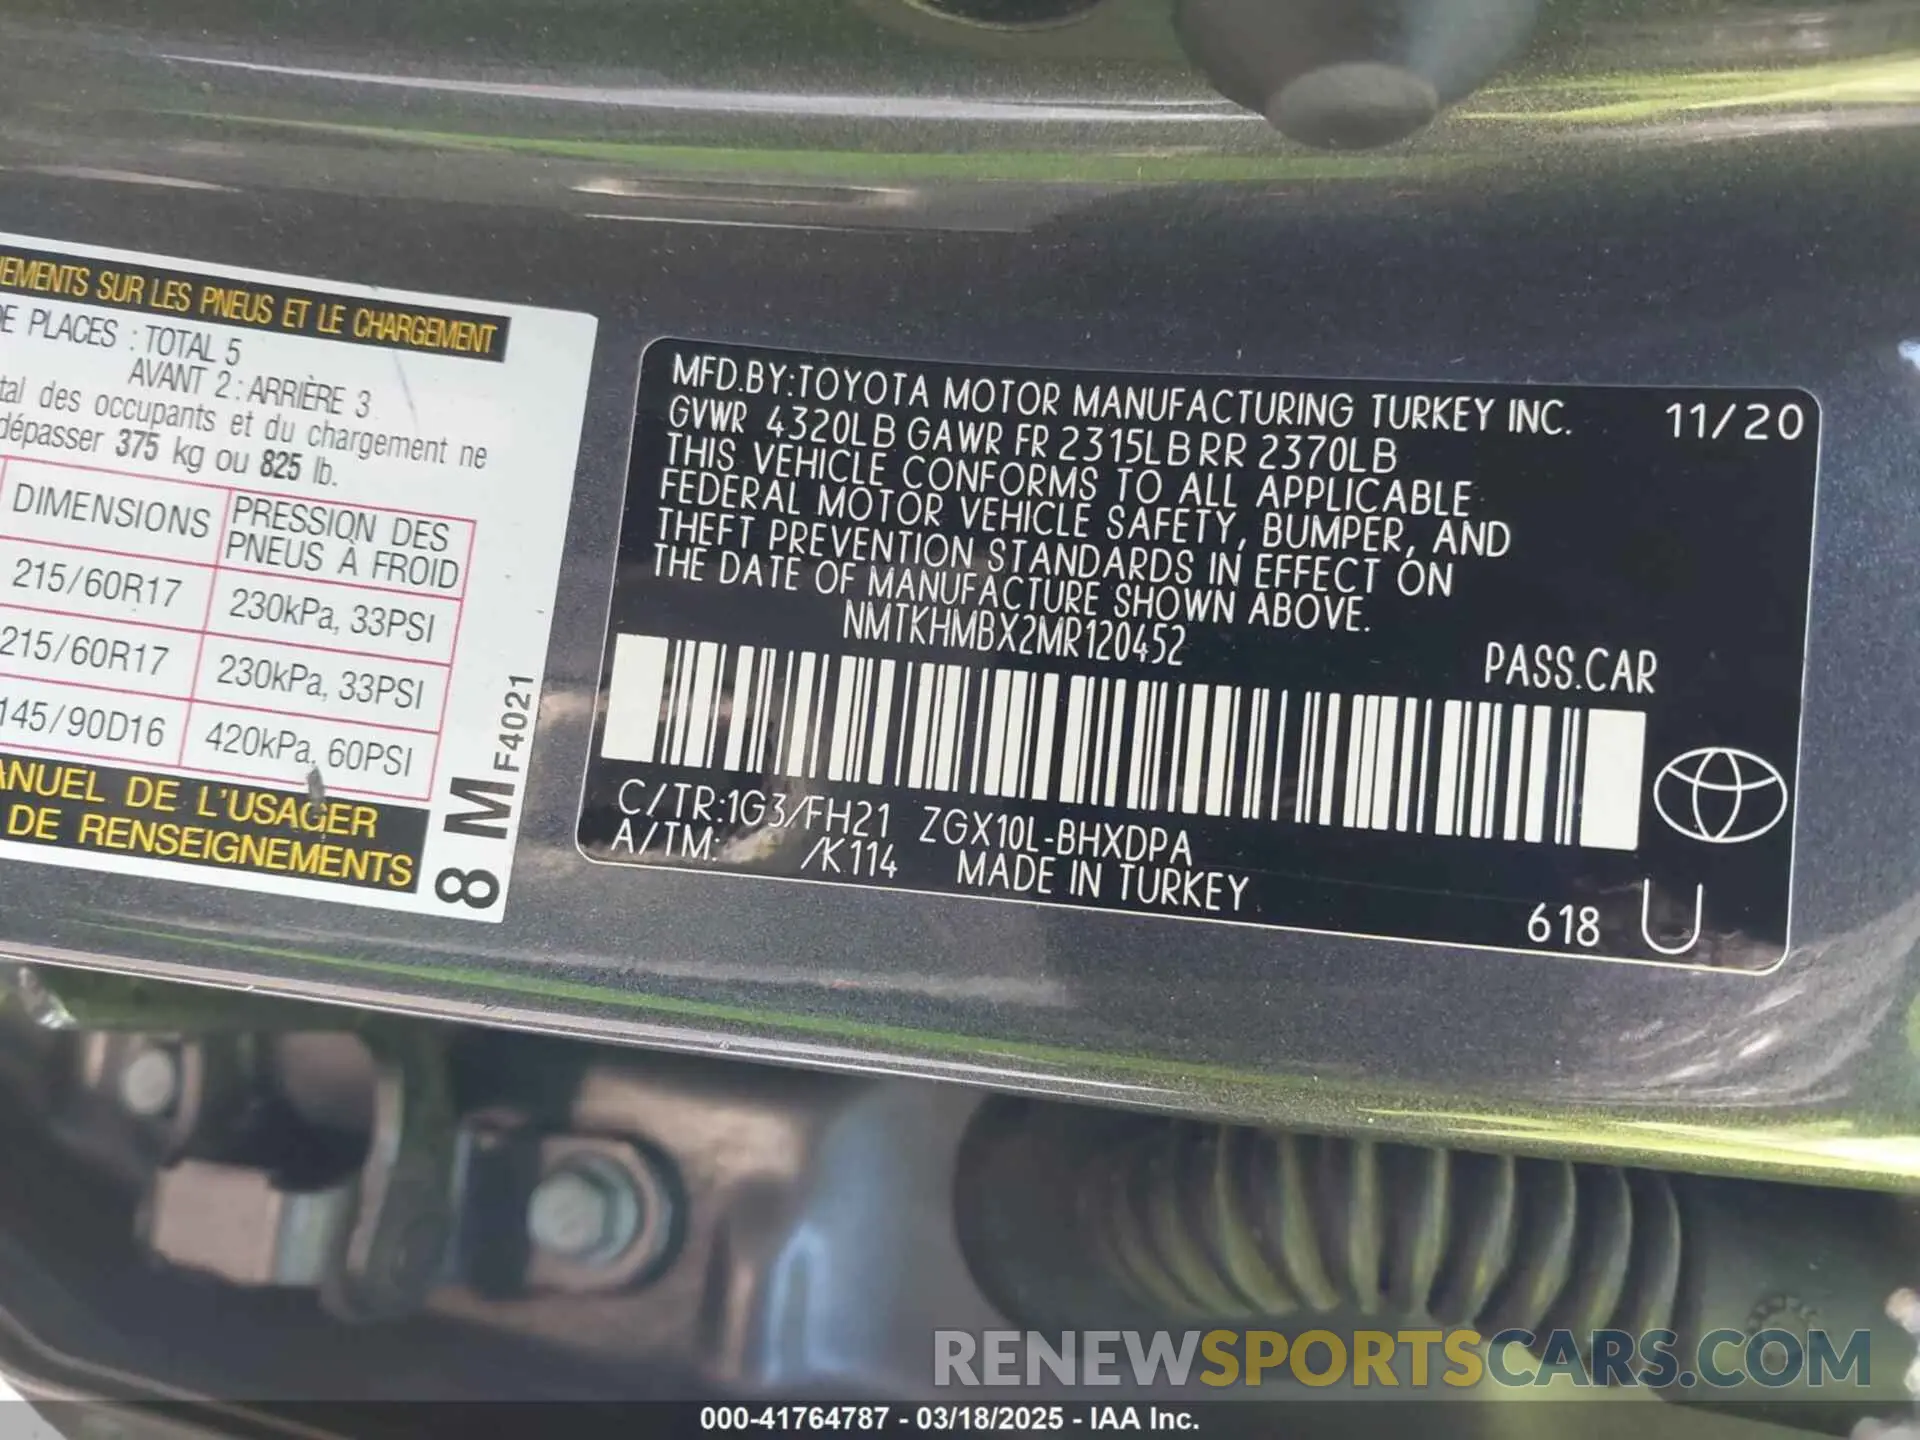 NEMENTS SUR LES PNEUS ET LE CHARGEMENT
DE PLACES : TOTAL 5
AVANT 2 : ARRIÈRE 3
tal des occupants et du chargement ne
dépasser 375 kg ou 825 lb.
DIMENSIONS PRESSION DES PNEUS À FROID
215/60R17 230kPa, 33PSI
215/60R17 230kPa, 33PSI
145/90D16 420kPa, 60PSI
ANUEL DE L'USAGER
DE RENSEIGNEMENTS
8 M F4021
MFD.BY:TOYOTA MOTOR MANUFACTURING TURKEY INC. 11/20
GVWR 4320LB GAWR FR 2315LB RR 2370LB
THIS VEHICLE CONFORMS TO ALL APPLICABLE
FEDERAL MOTOR VEHICLE SAFETY, BUMPER, AND
THEFT PREVENTION STANDARDS IN EFFECT ON
THE DATE OF MANUFACTURE SHOWN ABOVE.
NMTKHMBX2MR120452
PASS.CAR
C/TR:1G3/FH21 ZGX10L-BHXDPA
A/TM: /K114 MADE IN TURKEY
618 U
RENEWSPORTSCARS.COM
000-41764787 - 03/18/2025 - IAA Inc.